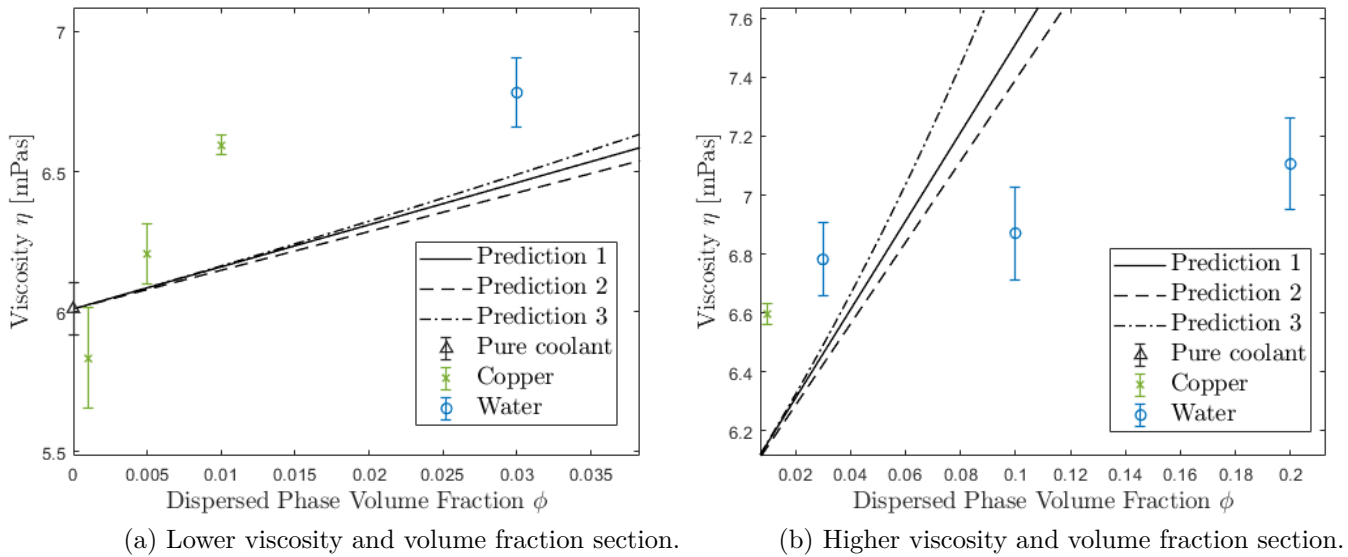 7
6.5
6
5.5
Viscosity η [mPas]
Prediction 1
Prediction 2
Prediction 3
Pure coolant
Copper
Water
0 0.005 0.01 0.015 0.02 0.025 0.03 0.035
Dispersed Phase Volume Fraction ϕ
(a) Lower viscosity and volume fraction section.
7.6
7.4
7.2
7
6.8
6.6
6.4
6.2
Viscosity η [mPas]
Prediction 1
Prediction 2
Prediction 3
Pure coolant
Copper
Water
0.02 0.04 0.06 0.08 0.1 0.12 0.14 0.16 0.18 0.2
Dispersed Phase Volume Fraction ϕ
(b) Higher viscosity and volume fraction section.